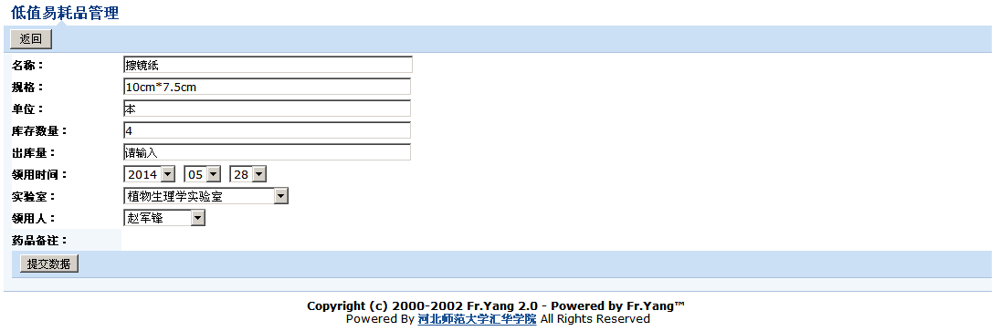 低值易耗品管理
返回
名称： 擦镜纸
规格： 10cm*7.5cm
单位： 本
库存数量： 4
出库量： 请输入
领用时间： 2014 05 28
实验室： 植物生理学实验室
领用人： 赵军锋
药品备注：
提交数据
Copyright (c) 2000-2002 Fr.Yang 2.0 - Powered by Fr.Yang™
Powered By 河北师范大学汇华学院 All Rights Reserved